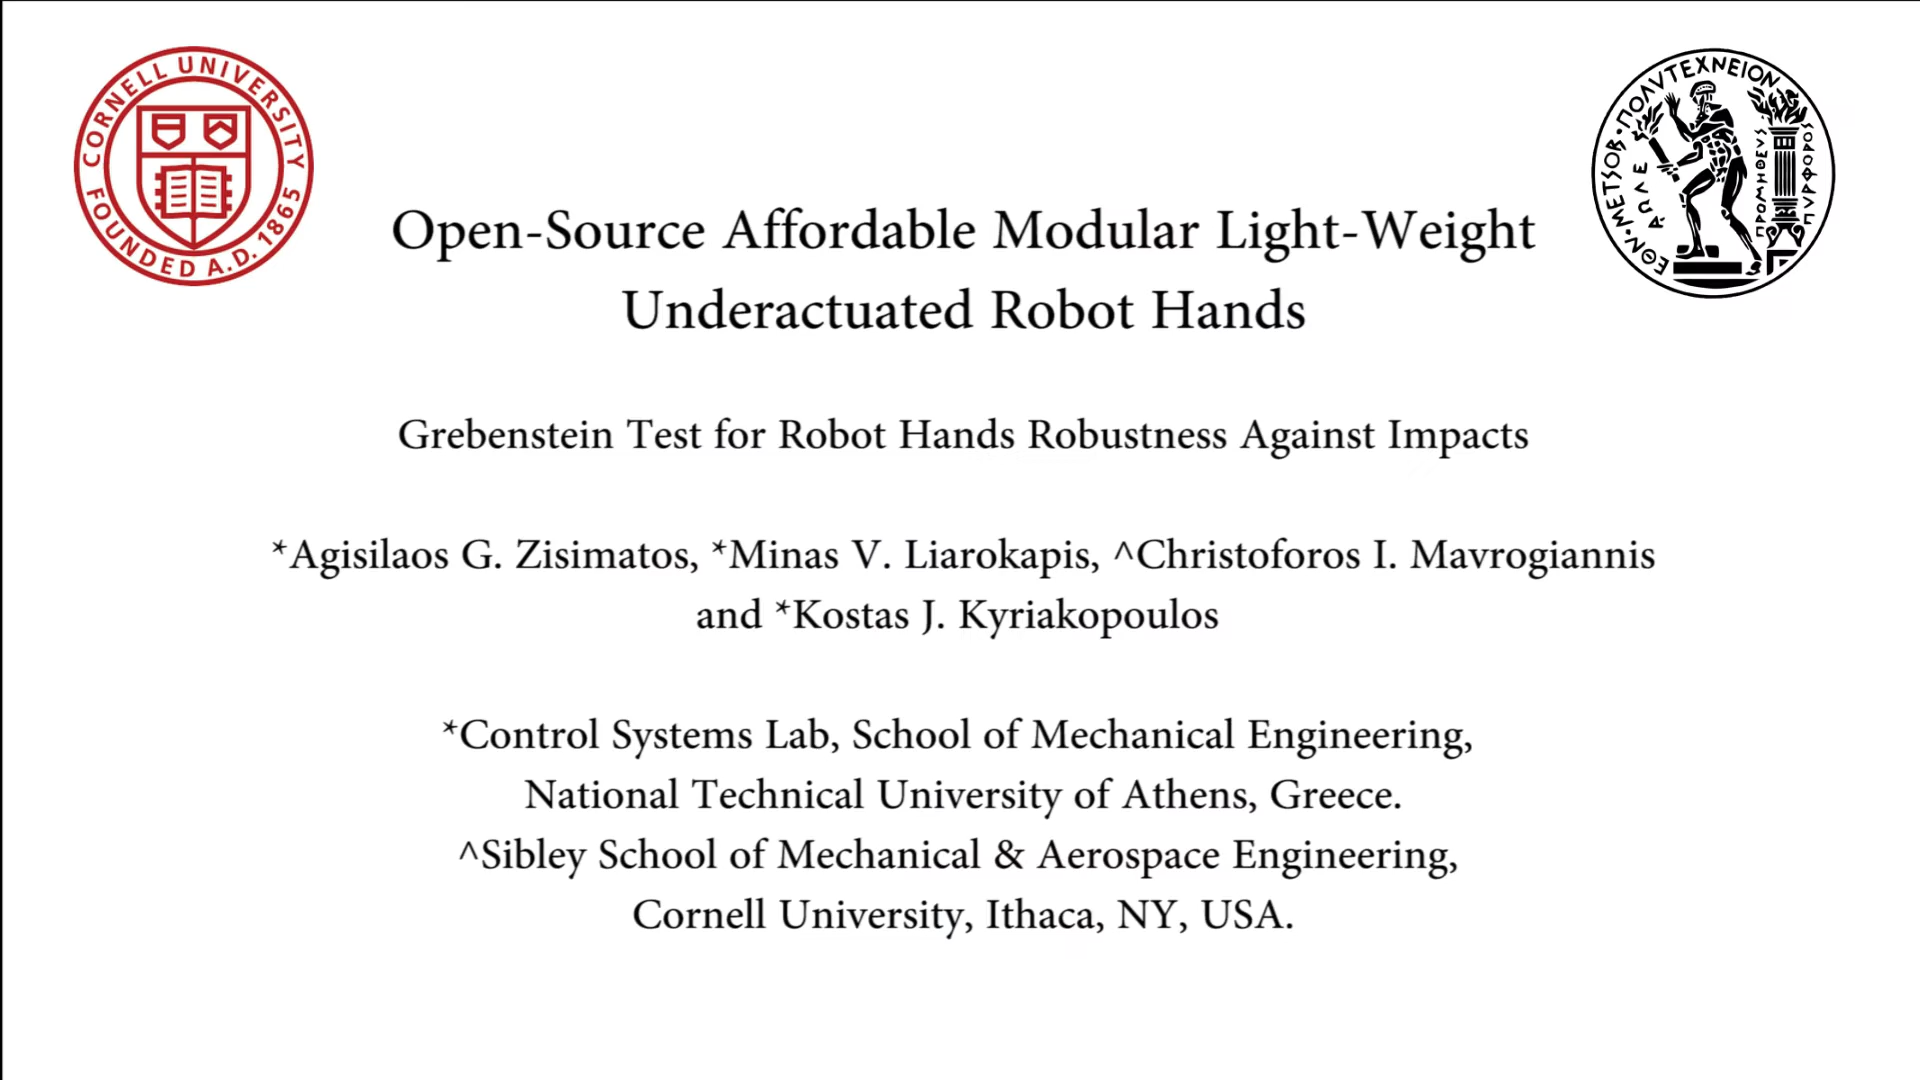 CORNELL UNIVERSITY
FOUNDED A.D. 1865
ΕΘΝ·ΜΕΤΣΟΒ·ΠΟΛΥΤΕΧΝΕΙΟΝ
ΠΡΟΜΗΘΕΥΣ
ΠΥΡΦΟΡΟΣ
Open-Source Affordable Modular Light-Weight
Underactuated Robot Hands
Grebenstein Test for Robot Hands Robustness Against Impacts
*Agisilaos G. Zisimatos, *Minas V. Liarokapis, ^Christoforos I. Mavrogiannis
and *Kostas J. Kyriakopoulos
*Control Systems Lab, School of Mechanical Engineering,
National Technical University of Athens, Greece.
^Sibley School of Mechanical & Aerospace Engineering,
Cornell University, Ithaca, NY, USA.